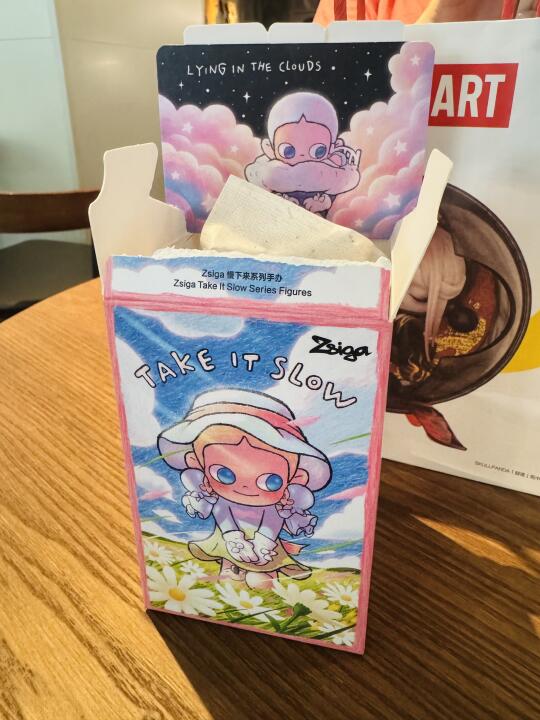 LYING IN THE CLOUDS
ART
Zsiga 慢下来系列手办
Zsiga Take It Slow Series Figures
Zsiga
TAKE IT SLOW